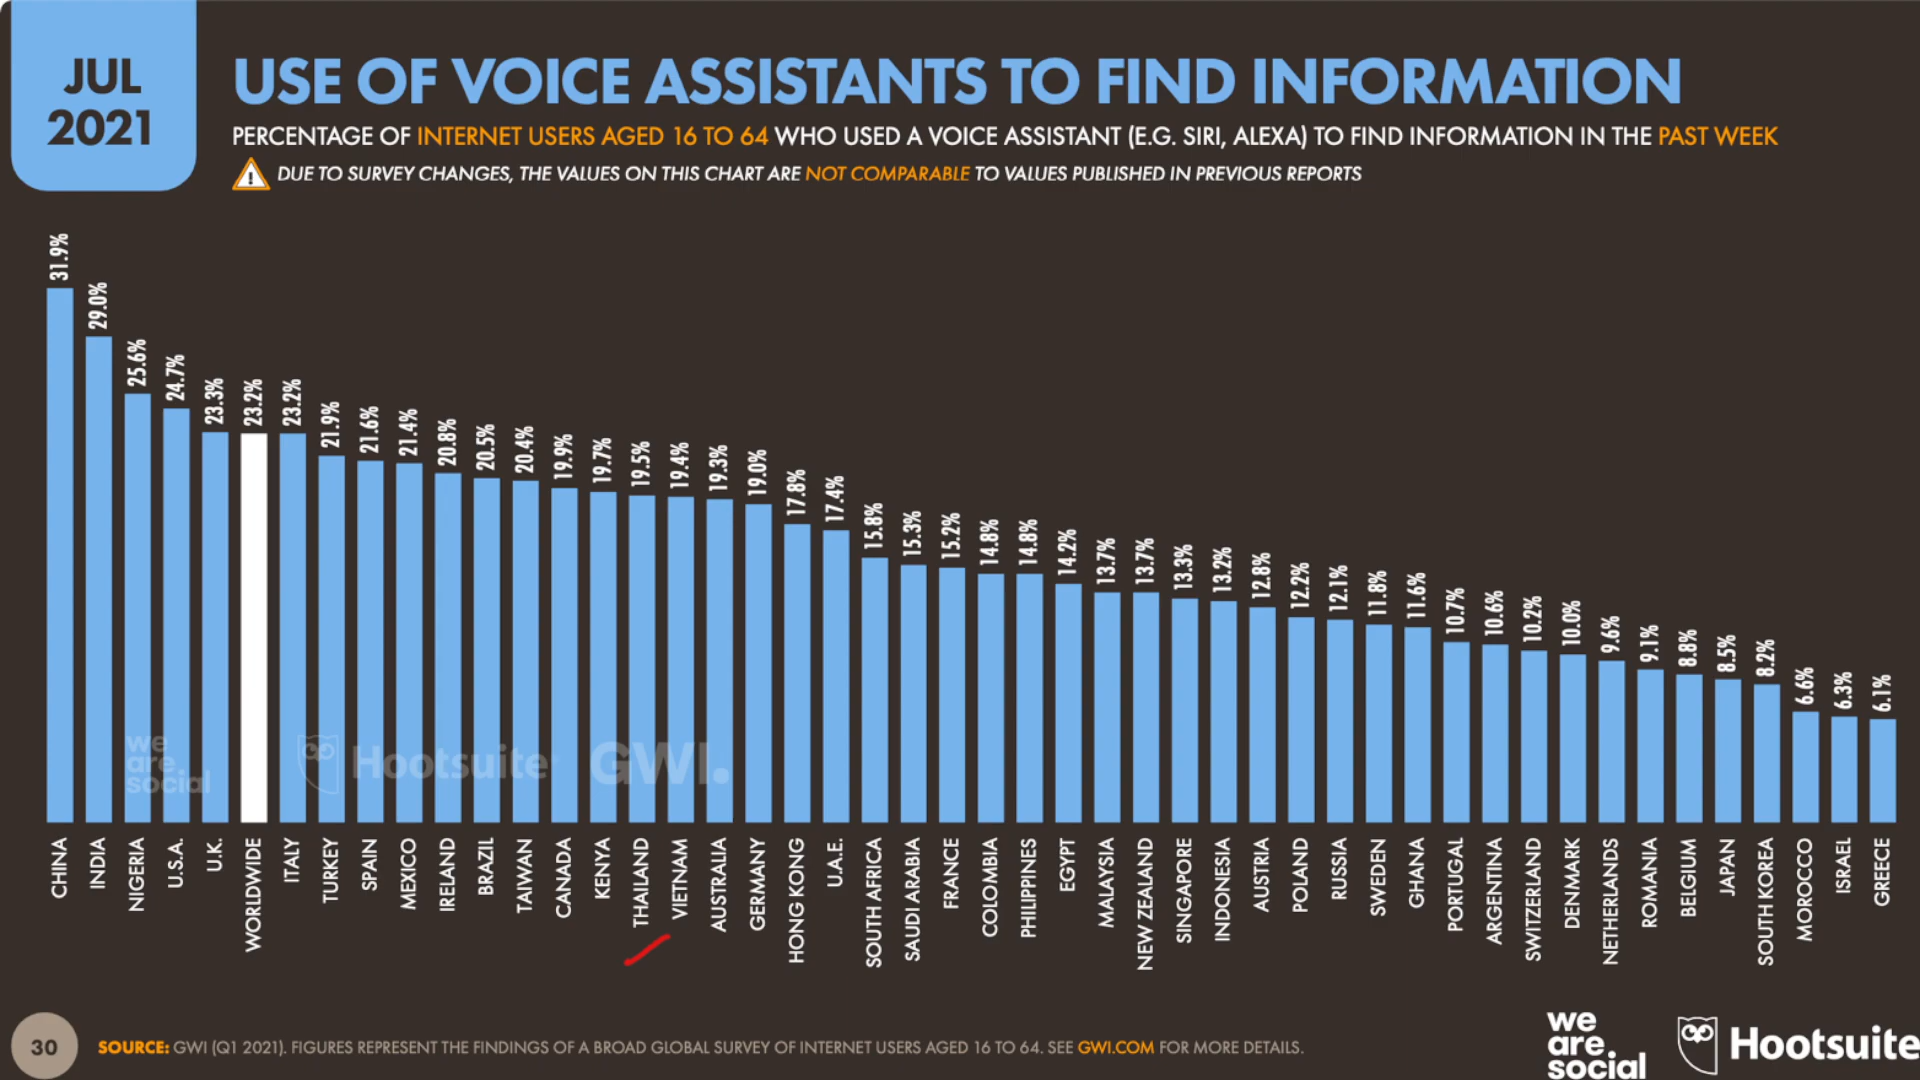 JUL
2021
USE OF VOICE ASSISTANTS TO FIND INFORMATION
PERCENTAGE OF INTERNET USERS AGED 16 TO 64 WHO USED A VOICE ASSISTANT (E.G. SIRI, ALEXA) TO FIND INFORMATION IN THE PAST WEEK
DUE TO SURVEY CHANGES, THE VALUES ON THIS CHART ARE NOT COMPARABLE TO VALUES PUBLISHED IN PREVIOUS REPORTS
31.9%
29.0%
25.6%
24.7%
23.3%
23.2%
23.2%
21.9%
21.6%
21.4%
20.8%
20.5%
20.4%
19.9%
19.7%
19.5%
19.4%
19.3%
19.0%
17.8%
17.4%
15.8%
15.3%
15.2%
14.8%
14.8%
14.2%
13.7%
13.7%
13.3%
13.2%
12.8%
12.2%
12.1%
11.8%
11.6%
10.7%
10.6%
10.2%
10.0%
9.6%
9.1%
8.8%
8.5%
8.2%
6.6%
6.3%
6.1%
we
are
social
Hootsuite
GWI.
CHINA
INDIA
NIGERIA
U.S.A.
U.K.
WORLDWIDE
ITALY
TURKEY
SPAIN
MEXICO
IRELAND
BRAZIL
TAIWAN
CANADA
KENYA
THAILAND
VIETNAM
AUSTRALIA
GERMANY
HONG KONG
U.A.E.
SOUTH AFRICA
SAUDI ARABIA
FRANCE
COLOMBIA
PHILIPPINES
EGYPT
MALAYSIA
NEW ZEALAND
SINGAPORE
INDONESIA
AUSTRIA
POLAND
RUSSIA
SWEDEN
GHANA
PORTUGAL
ARGENTINA
SWITZERLAND
DENMARK
NETHERLANDS
ROMANIA
BELGIUM
JAPAN
SOUTH KOREA
MOROCCO
ISRAEL
GREECE
30
SOURCE: GWI (Q1 2021). FIGURES REPRESENT THE FINDINGS OF A BROAD GLOBAL SURVEY OF INTERNET USERS AGED 16 TO 64. SEE GWI.COM FOR MORE DETAILS.
we
are
social
Hootsuite